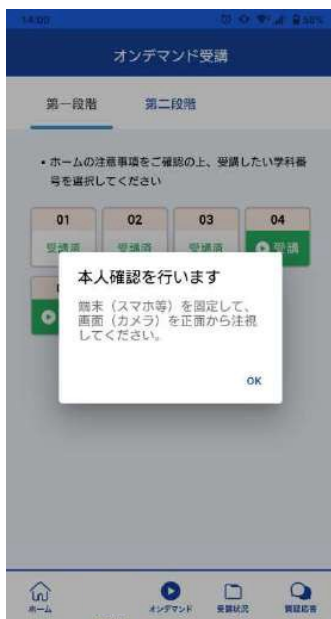 14:00
58%
オンデマンド受講
第一段階
第二段階
• ホームの注意事項をご確認の上、受講したい学科番
号を選択してください
01
02
03
04
受講済
受講済
受講済
受講
本人確認を行います
端末（スマホ等）を固定して、
画面（カメラ）を正面から注視
してください。
OK
ホーム
オンデマンド
受講状況
質疑応答